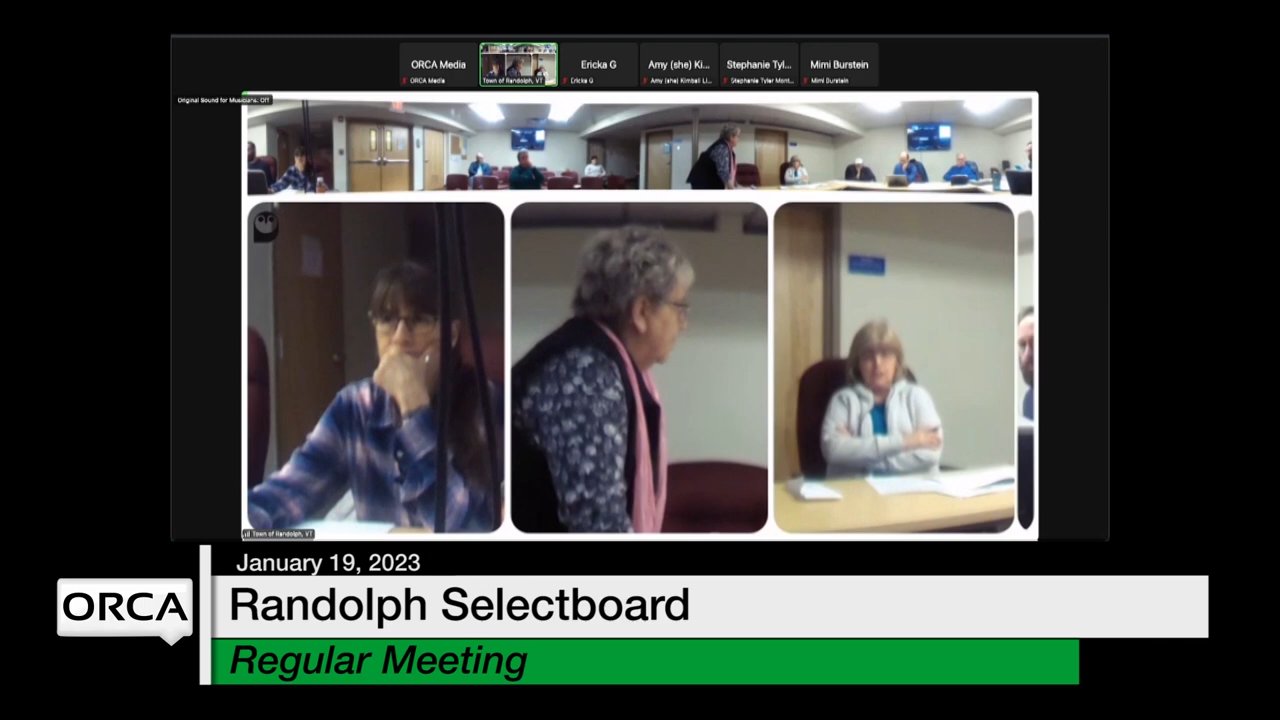 ORCA Media
Ericka G
Amy (she) Ki...
Stephanie Tyl...
Mimi Burstein
ORCA Media
Town of Randolph, VT
Ericka G
Amy (she) Kimball Li...
Stephanie Tyler Mont...
Mimi Burstein
Original Sound for Musicians: Off
Town of Randolph, VT
January 19, 2023
ORCA
Randolph Selectboard
Regular Meeting